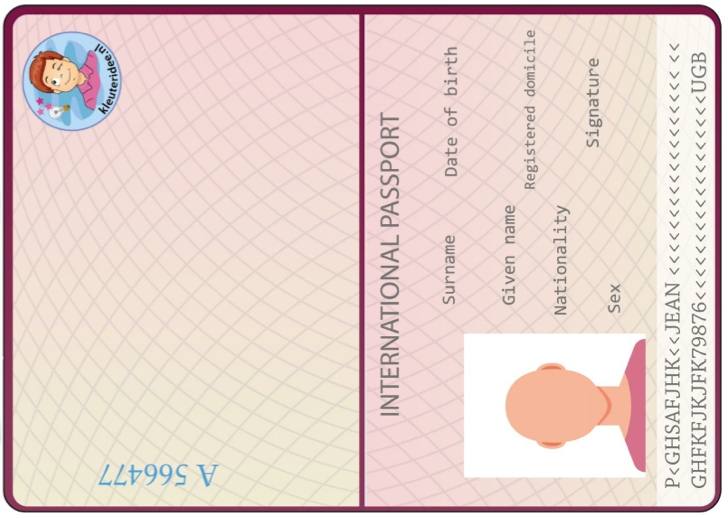 kleuteridee.nl
A 566477
INTERNATIONAL PASSPORT
Surname
Date of birth
Given name
Registered domicile
Nationality
Signature
Sex
P<GHSAFJHK<<JEAN <<<<<<<<<<<<<<<<<<<<< <<
GHFKFJKJFK79876<<<<<<<<<<<<<<<<<<<<UGB